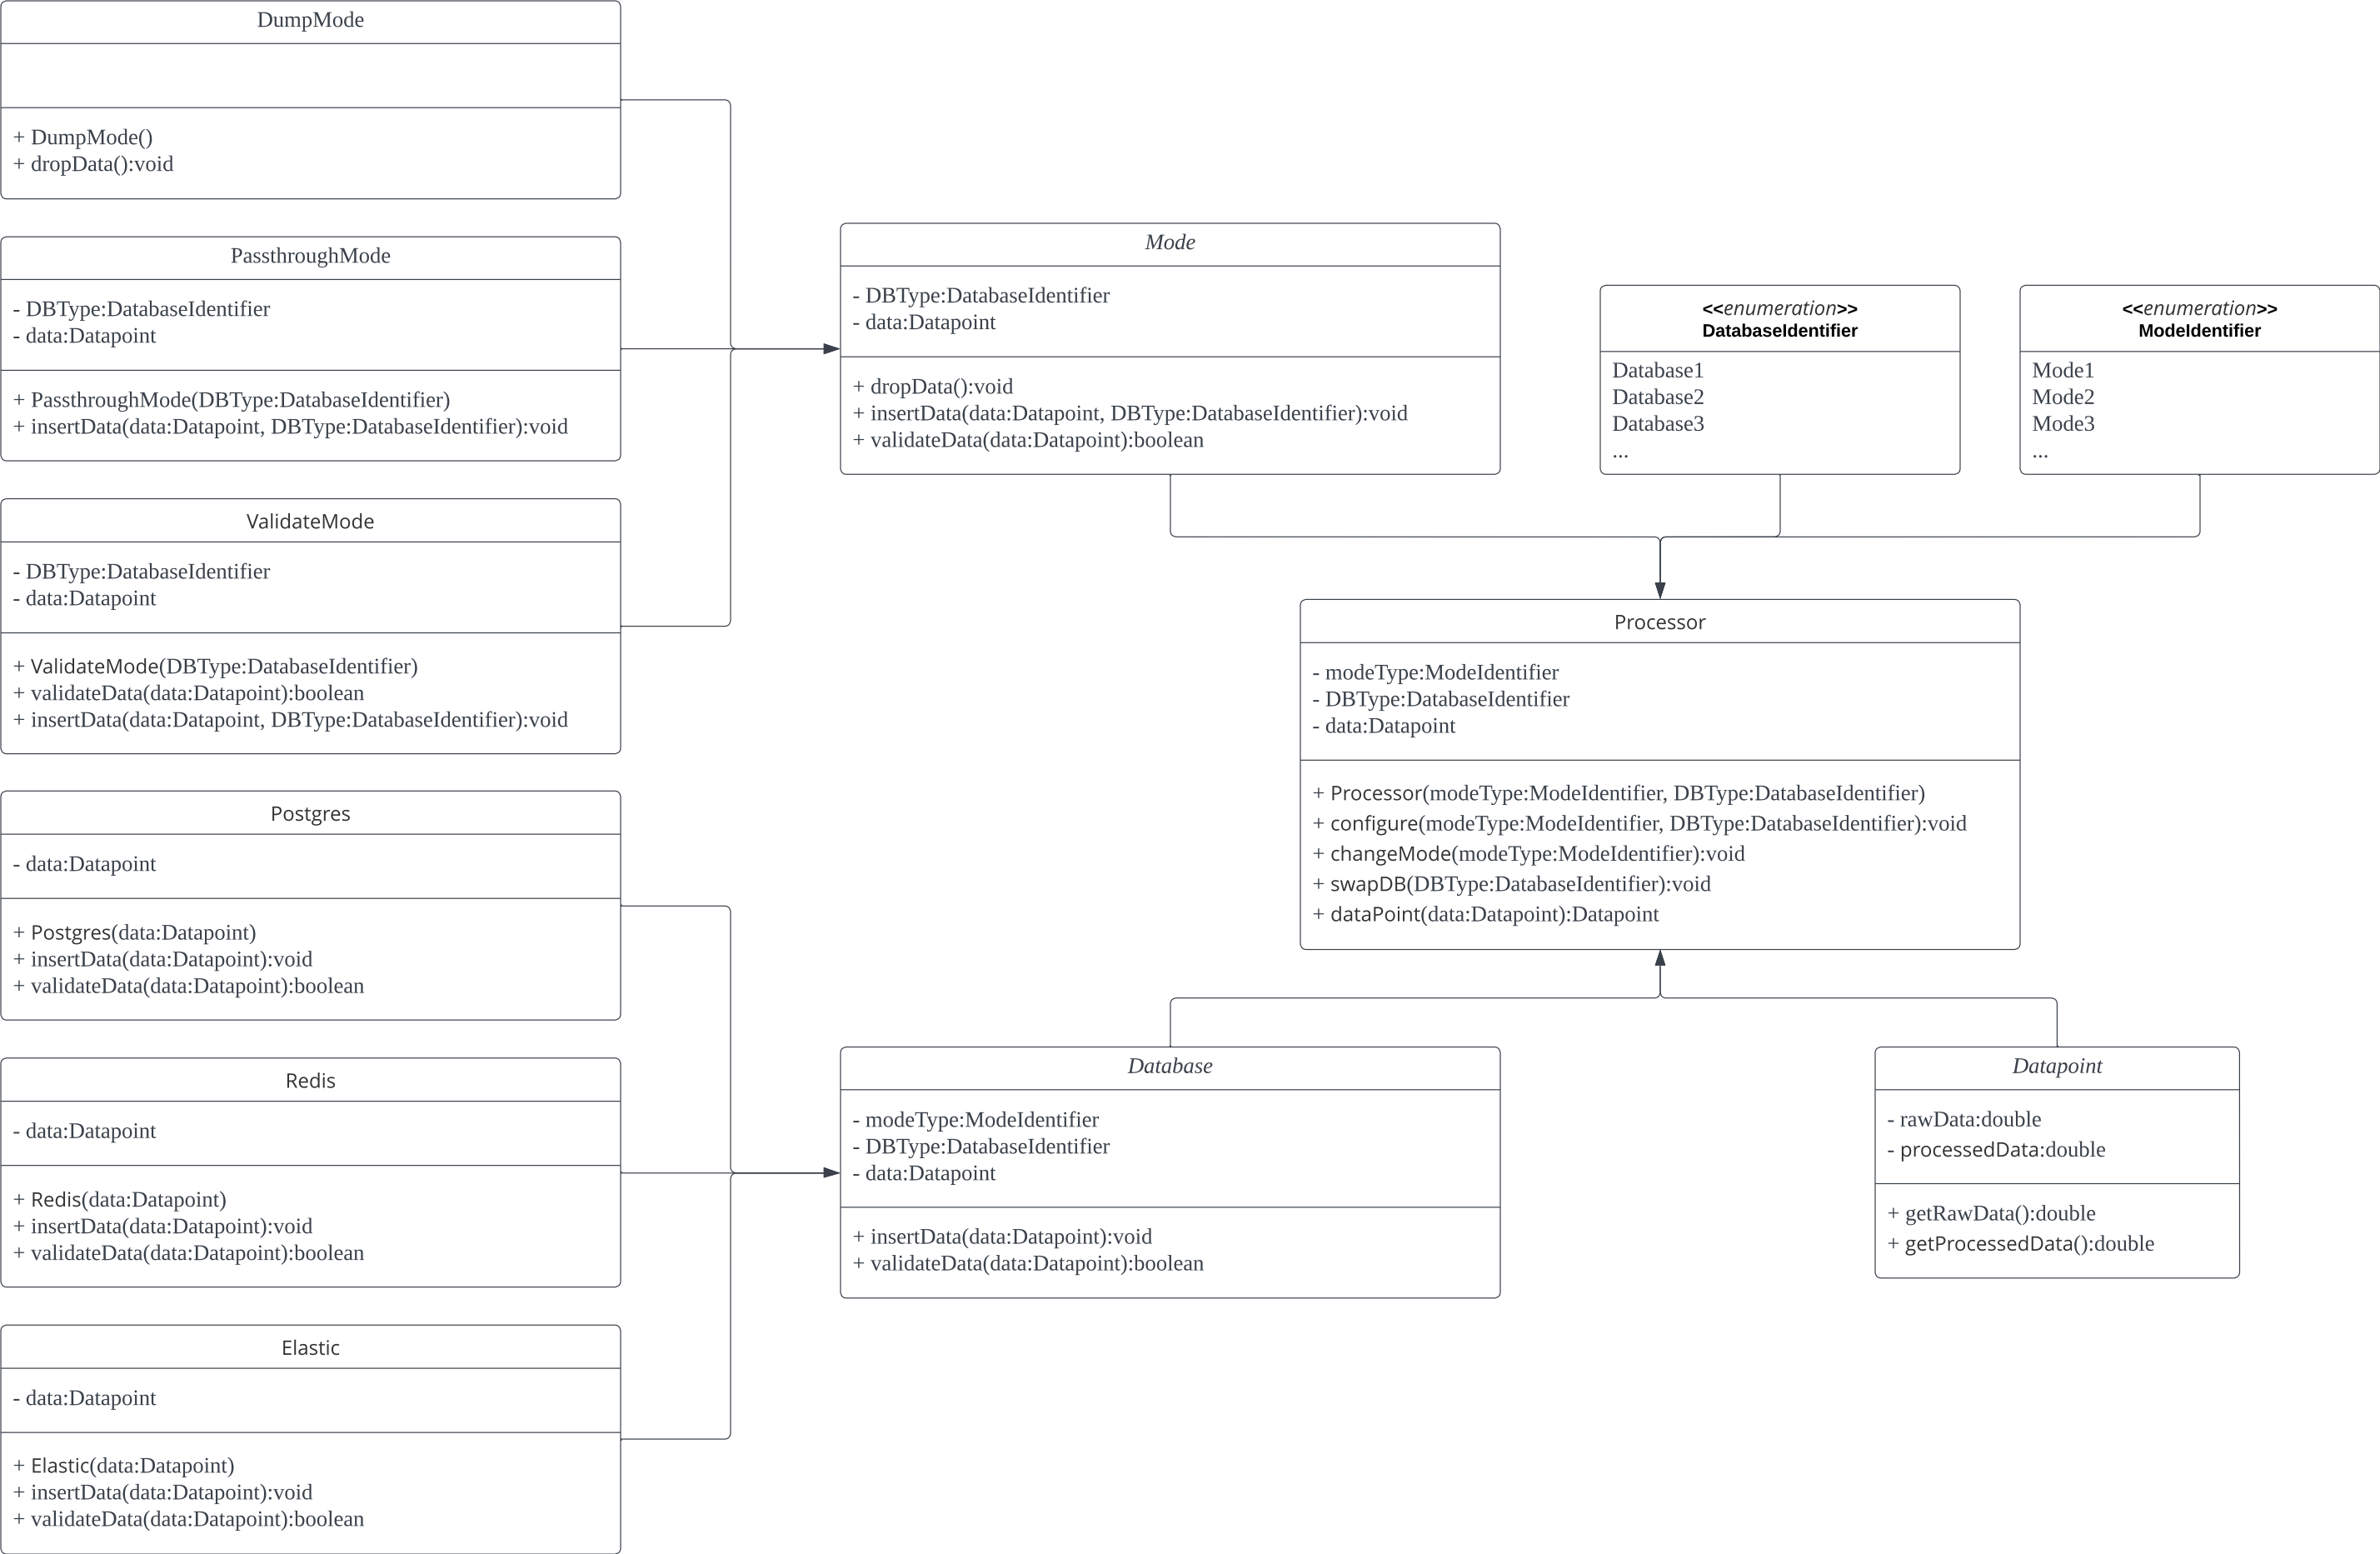 DumpMode
+ DumpMode()
+ dropData():void
PassthroughMode
- DBType:DatabaseIdentifier
- data:Datapoint
+ PassthroughMode(DBType:DatabaseIdentifier)
+ insertData(data:Datapoint, DBType:DatabaseIdentifier):void
ValidateMode
- DBType:DatabaseIdentifier
- data:Datapoint
+ ValidateMode(DBType:DatabaseIdentifier)
+ validateData(data:Datapoint):boolean
+ insertData(data:Datapoint, DBType:DatabaseIdentifier):void
Postgres
- data:Datapoint
+ Postgres(data:Datapoint)
+ insertData(data:Datapoint):void
+ validateData(data:Datapoint):boolean
Redis
- data:Datapoint
+ Redis(data:Datapoint)
+ insertData(data:Datapoint):void
+ validateData(data:Datapoint):boolean
Elastic
- data:Datapoint
+ Elastic(data:Datapoint)
+ insertData(data:Datapoint):void
+ validateData(data:Datapoint):boolean
Mode
- DBType:DatabaseIdentifier
- data:Datapoint
+ dropData():void
+ insertData(data:Datapoint, DBType:DatabaseIdentifier):void
+ validateData(data:Datapoint):boolean
<<enumeration>>
DatabaseIdentifier
Database1
Database2
Database3
...
<<enumeration>>
ModeIdentifier
Mode1
Mode2
Mode3
...
Processor
- modeType:ModeIdentifier
- DBType:DatabaseIdentifier
- data:Datapoint
+ Processor(modeType:ModeIdentifier, DBType:DatabaseIdentifier)
+ configure(modeType:ModeIdentifier, DBType:DatabaseIdentifier):void
+ changeMode(modeType:ModeIdentifier):void
+ swapDB(DBType:DatabaseIdentifier):void
+ dataPoint(data:Datapoint):Datapoint
Database
- modeType:ModeIdentifier
- DBType:DatabaseIdentifier
- data:Datapoint
+ insertData(data:Datapoint):void
+ validateData(data:Datapoint):boolean
Datapoint
- rawData:double
- processedData:double
+ getRawData():double
+ getProcessedData():double